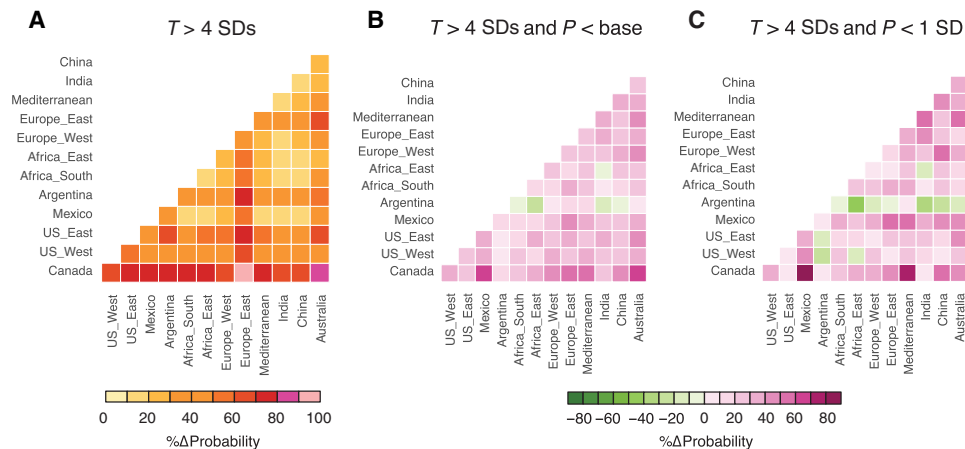 A
T > 4 SDs
China
India
Mediterranean
Europe_East
Europe_West
Africa_East
Africa_South
Argentina
Mexico
US_East
US_West
Canada
US_West
US_East
Mexico
Argentina
Africa_South
Africa_East
Europe_West
Europe_East
Mediterranean
India
China
Australia
0 20 40 60 80 100
%ΔProbability
B
T > 4 SDs and P < base
China
India
Mediterranean
Europe_East
Europe_West
Africa_East
Africa_South
Argentina
Mexico
US_East
US_West
Canada
US_West
US_East
Mexico
Argentina
Africa_South
Africa_East
Europe_West
Europe_East
Mediterranean
India
China
Australia
C
T > 4 SDs and P < 1 SD
China
India
Mediterranean
Europe_East
Europe_West
Africa_East
Africa_South
Argentina
Mexico
US_East
US_West
Canada
US_West
US_East
Mexico
Argentina
Africa_South
Africa_East
Europe_West
Europe_East
Mediterranean
India
China
Australia
−80 −60 −40 −20 0 20 40 60 80
%ΔProbability